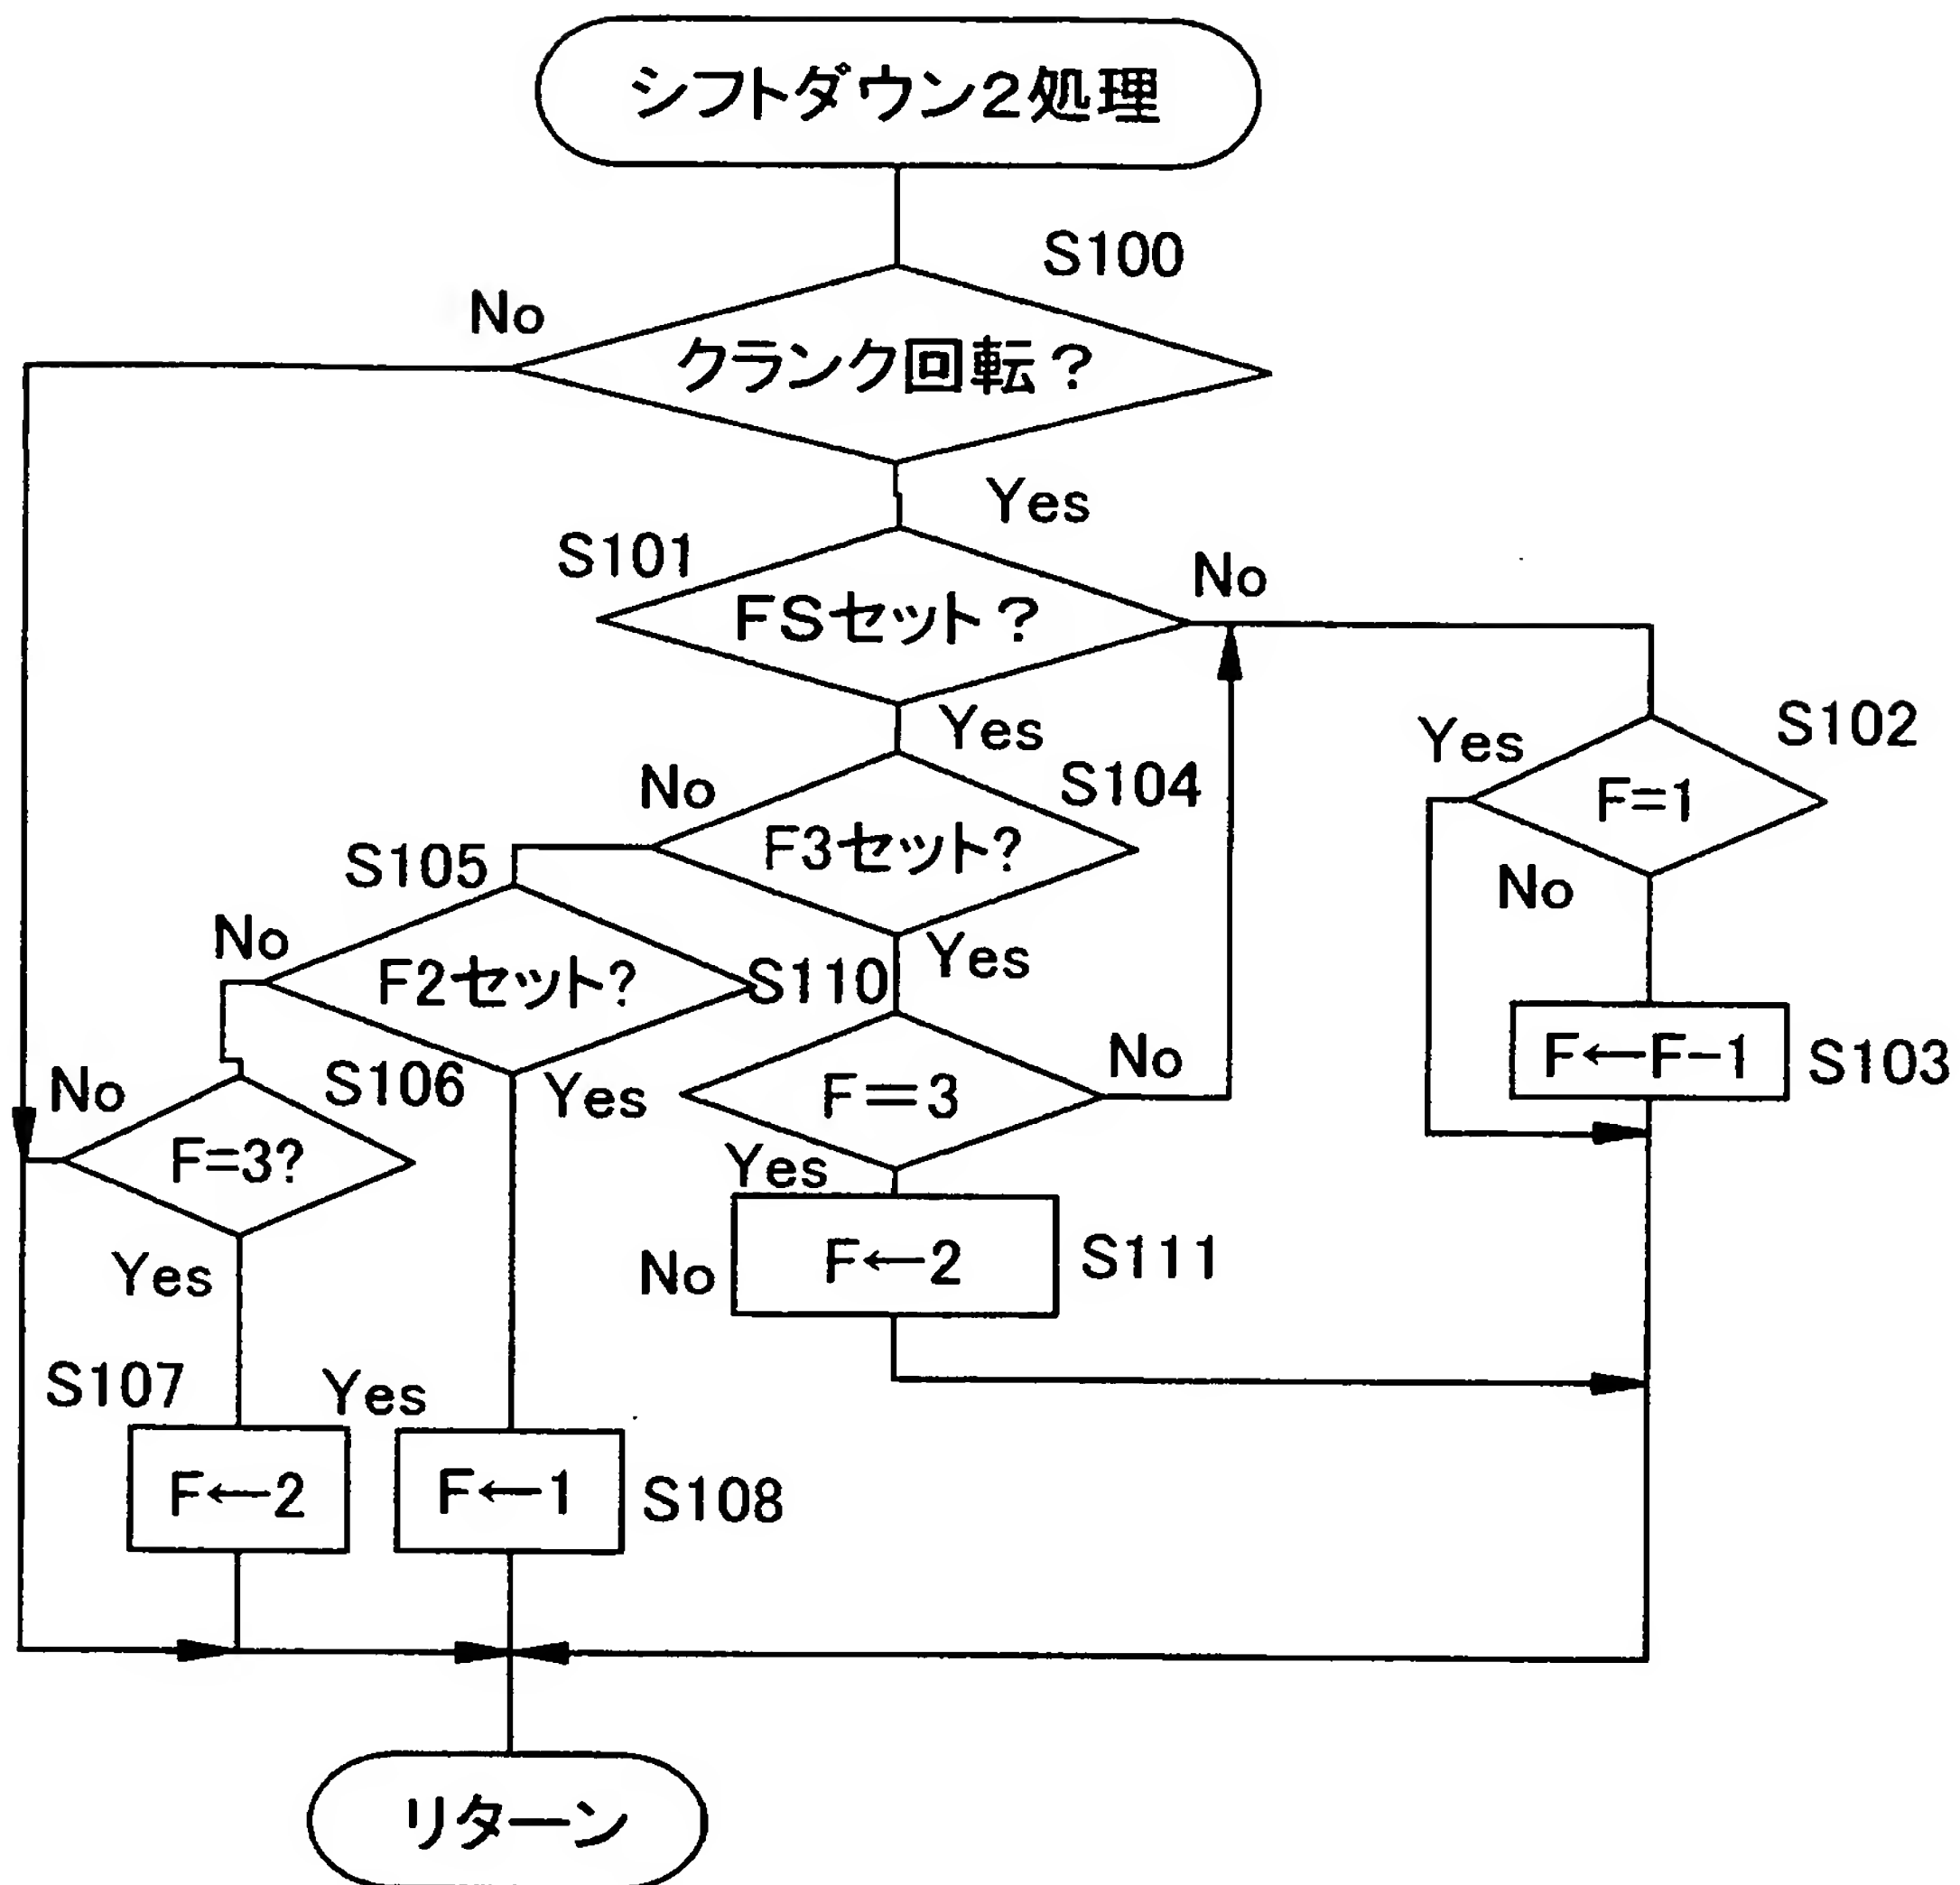 シフトダウン2処理
S100
No
クランク回転？
Yes
S101
No
FSセット？
Yes
S102
Yes
F=1
No
S104
No
F3セット?
S105
Yes
No
F2セット?
S110
F←F-1
S103
No
S106
Yes
F＝3
No
F=3?
Yes
F←2
S111
No
Yes
S107
Yes
F←2
F←1
S108
リターン